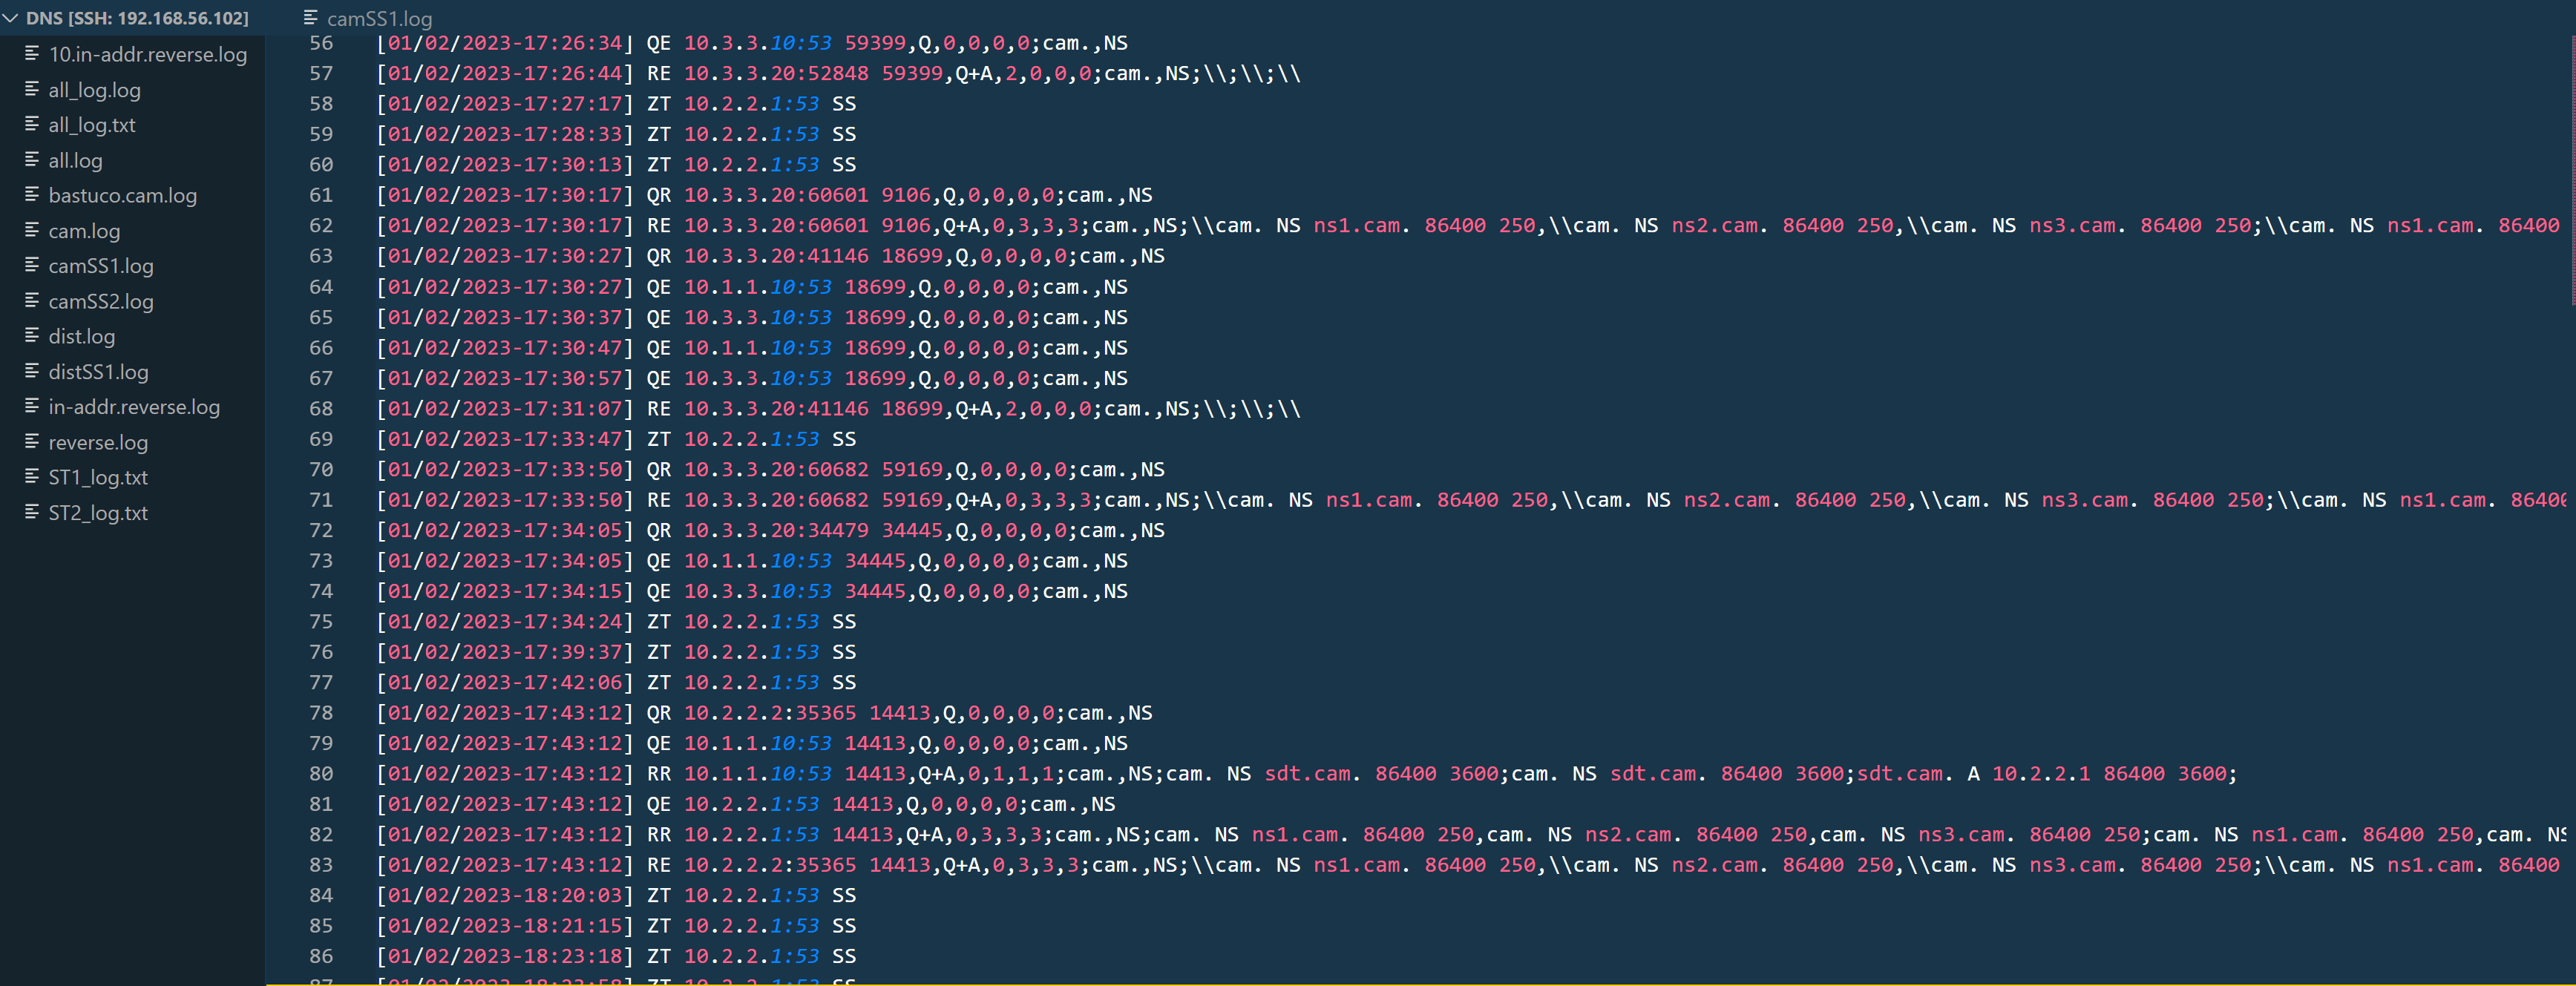 DNS [SSH: 192.168.56.102]
10.in-addr.reverse.log
all_log.log
all_log.txt
all.log
bastuco.cam.log
cam.log
camSS1.log
camSS2.log
dist.log
distSS1.log
in-addr.reverse.log
reverse.log
ST1_log.txt
ST2_log.txt
camSS1.log
56 [01/02/2023-17:26:34] QE 10.3.3.10:53 59399,Q,0,0,0,0;cam.,NS
57 [01/02/2023-17:26:44] RE 10.3.3.20:52848 59399,Q+A,2,0,0,0;cam.,NS;\\;\\;\\
58 [01/02/2023-17:27:17] ZT 10.2.2.1:53 SS
59 [01/02/2023-17:28:33] ZT 10.2.2.1:53 SS
60 [01/02/2023-17:30:13] ZT 10.2.2.1:53 SS
61 [01/02/2023-17:30:17] QR 10.3.3.20:60601 9106,Q,0,0,0,0;cam.,NS
62 [01/02/2023-17:30:17] RE 10.3.3.20:60601 9106,Q+A,0,3,3,3;cam.,NS;\\cam. NS ns1.cam. 86400 250,\\cam. NS ns2.cam. 86400 250,\\cam. NS ns3.cam. 86400 250;\\cam. NS ns1.cam. 86400
63 [01/02/2023-17:30:27] QR 10.3.3.20:41146 18699,Q,0,0,0,0;cam.,NS
64 [01/02/2023-17:30:27] QE 10.1.1.10:53 18699,Q,0,0,0,0;cam.,NS
65 [01/02/2023-17:30:37] QE 10.3.3.10:53 18699,Q,0,0,0,0;cam.,NS
66 [01/02/2023-17:30:47] QE 10.1.1.10:53 18699,Q,0,0,0,0;cam.,NS
67 [01/02/2023-17:30:57] QE 10.3.3.10:53 18699,Q,0,0,0,0;cam.,NS
68 [01/02/2023-17:31:07] RE 10.3.3.20:41146 18699,Q+A,2,0,0,0;cam.,NS;\\;\\;\\
69 [01/02/2023-17:33:47] ZT 10.2.2.1:53 SS
70 [01/02/2023-17:33:50] QR 10.3.3.20:60682 59169,Q,0,0,0,0;cam.,NS
71 [01/02/2023-17:33:50] RE 10.3.3.20:60682 59169,Q+A,0,3,3,3;cam.,NS;\\cam. NS ns1.cam. 86400 250,\\cam. NS ns2.cam. 86400 250,\\cam. NS ns3.cam. 86400 250;\\cam. NS ns1.cam. 8640
72 [01/02/2023-17:34:05] QR 10.3.3.20:34479 34445,Q,0,0,0,0;cam.,NS
73 [01/02/2023-17:34:05] QE 10.1.1.10:53 34445,Q,0,0,0,0;cam.,NS
74 [01/02/2023-17:34:15] QE 10.3.3.10:53 34445,Q,0,0,0,0;cam.,NS
75 [01/02/2023-17:34:24] ZT 10.2.2.1:53 SS
76 [01/02/2023-17:39:37] ZT 10.2.2.1:53 SS
77 [01/02/2023-17:42:06] ZT 10.2.2.1:53 SS
78 [01/02/2023-17:43:12] QR 10.2.2.2:35365 14413,Q,0,0,0,0;cam.,NS
79 [01/02/2023-17:43:12] QE 10.1.1.10:53 14413,Q,0,0,0,0;cam.,NS
80 [01/02/2023-17:43:12] RR 10.1.1.10:53 14413,Q+A,0,1,1,1;cam.,NS;cam. NS sdt.cam. 86400 3600;cam. NS sdt.cam. 86400 3600;sdt.cam. A 10.2.2.1 86400 3600;
81 [01/02/2023-17:43:12] QE 10.2.2.1:53 14413,Q,0,0,0,0;cam.,NS
82 [01/02/2023-17:43:12] RR 10.2.2.1:53 14413,Q+A,0,3,3,3;cam.,NS;cam. NS ns1.cam. 86400 250,cam. NS ns2.cam. 86400 250,cam. NS ns3.cam. 86400 250;cam. NS ns1.cam. 86400 250,cam. NS
83 [01/02/2023-17:43:12] RE 10.2.2.2:35365 14413,Q+A,0,3,3,3;cam.,NS;\\cam. NS ns1.cam. 86400 250,\\cam. NS ns2.cam. 86400 250,\\cam. NS ns3.cam. 86400 250;\\cam. NS ns1.cam. 86400
84 [01/02/2023-18:20:03] ZT 10.2.2.1:53 SS
85 [01/02/2023-18:21:15] ZT 10.2.2.1:53 SS
86 [01/02/2023-18:23:18] ZT 10.2.2.1:53 SS